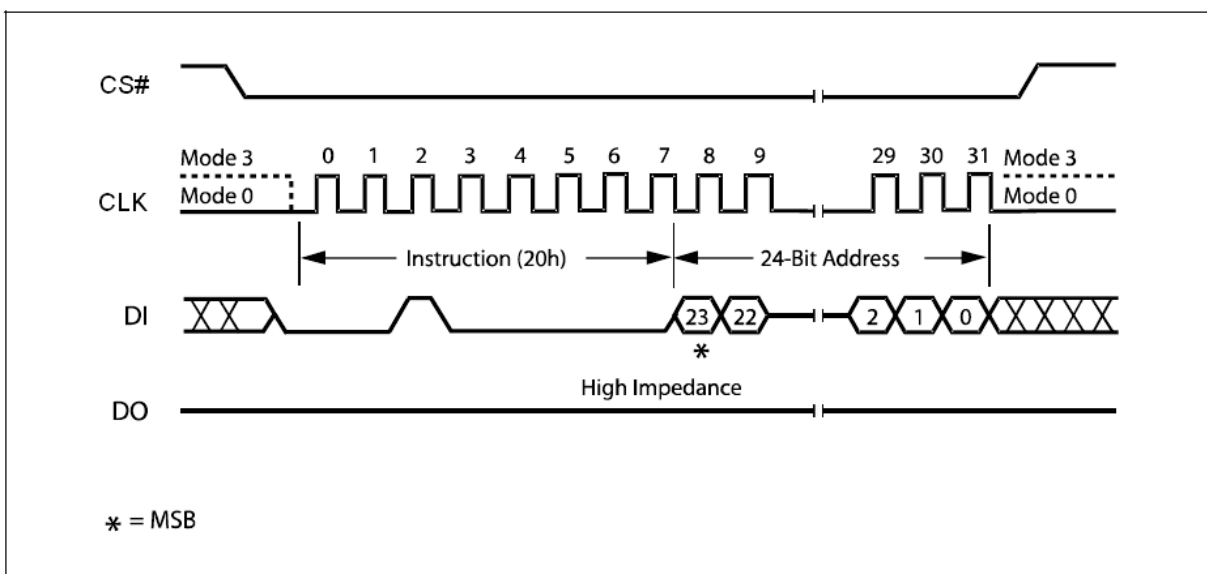 CS#
Mode 3 0 1 2 3 4 5 6 7 8 9 29 30 31 Mode 3
CLK Mode 0 Mode 0
Instruction (20h) 24-Bit Address
DI 23 22 2 1 0
*
High Impedance
DO
* = MSB